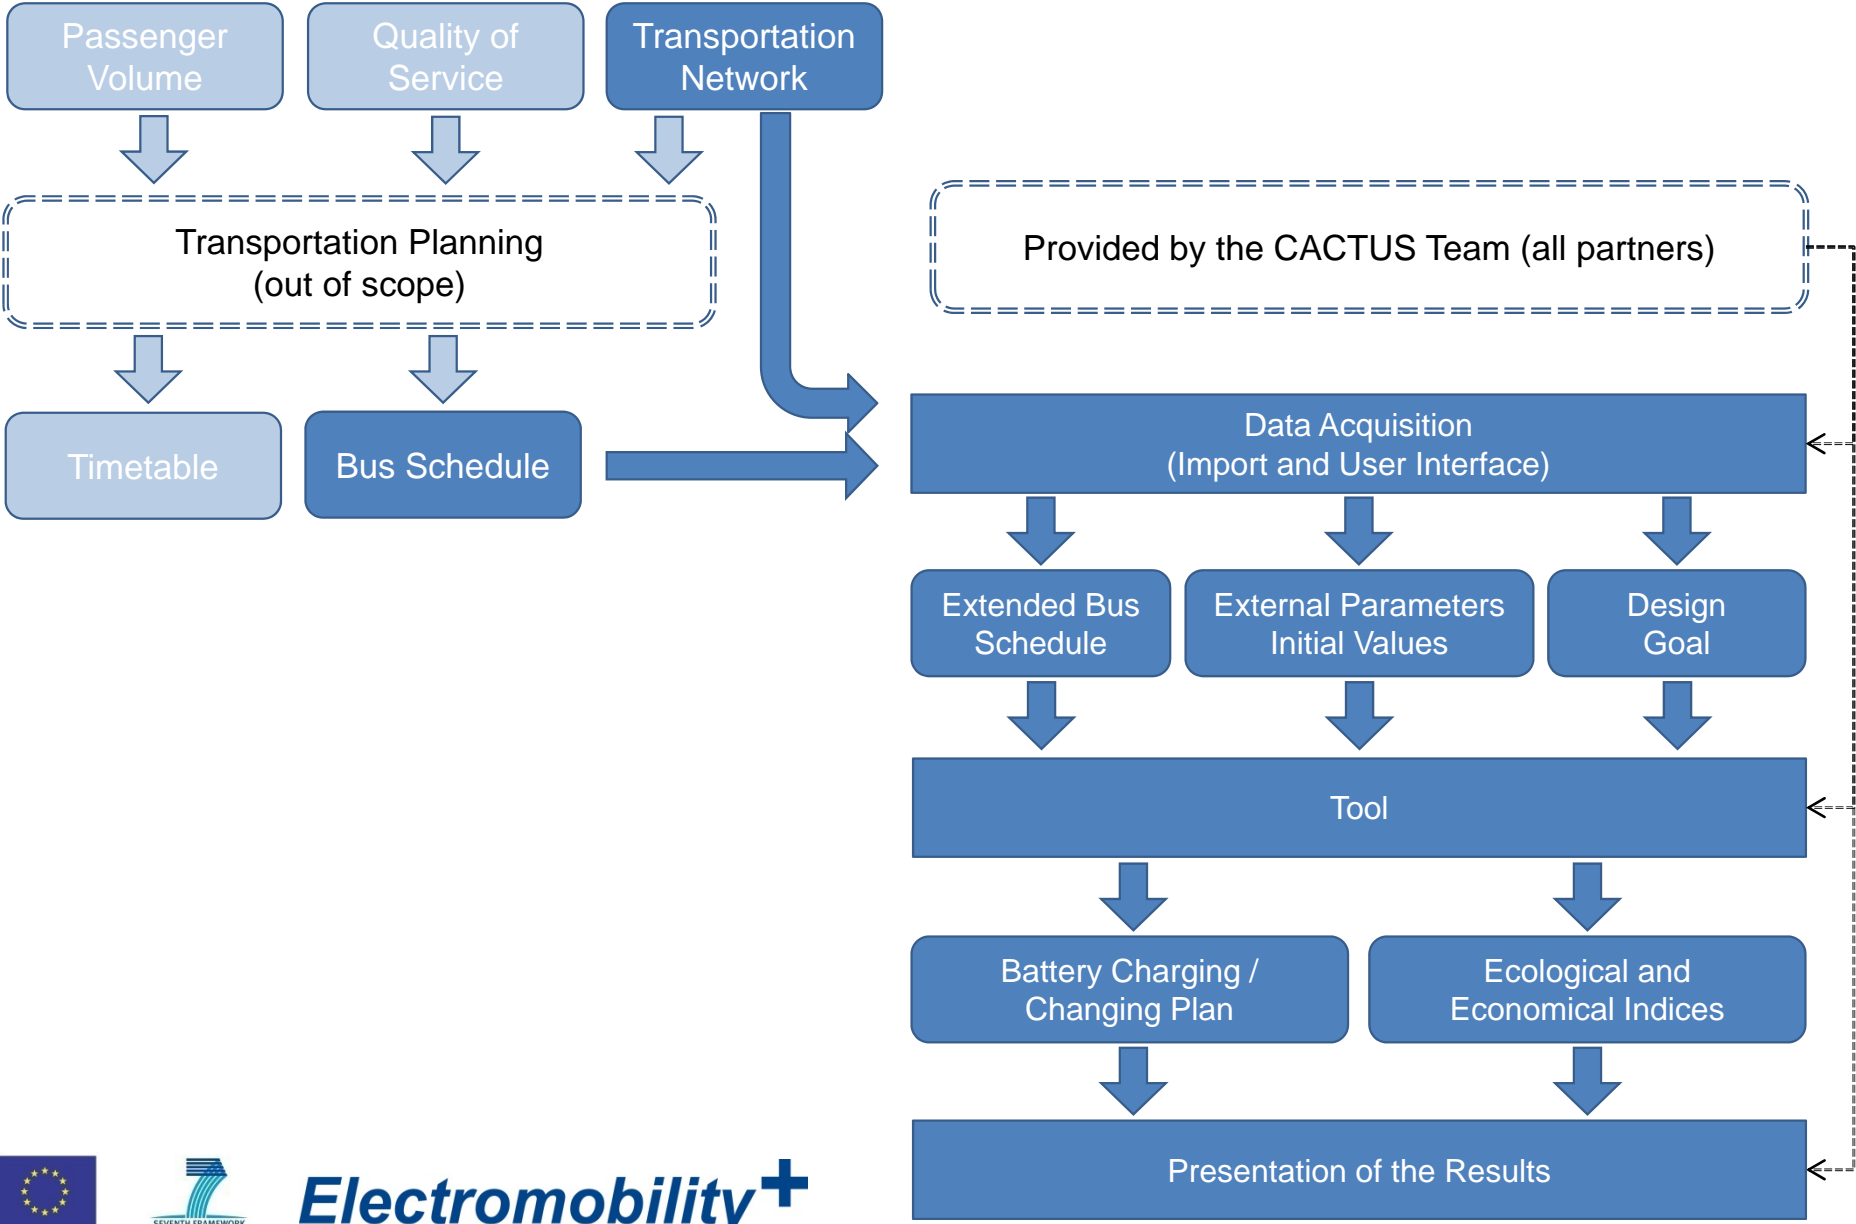 Passenger
Volume
Quality of
Service
Transportation
Network
Transportation Planning
(out of scope)
Provided by the CACTUS Team (all partners)
Timetable
Bus Schedule
Data Acquisition
(Import and User Interface)
Extended Bus
Schedule
External Parameters
Initial Values
Design
Goal
Tool
Battery Charging /
Changing Plan
Ecological and
Economical Indices
Presentation of the Results
SEVENTH FRAMEWORK
Electromobility+